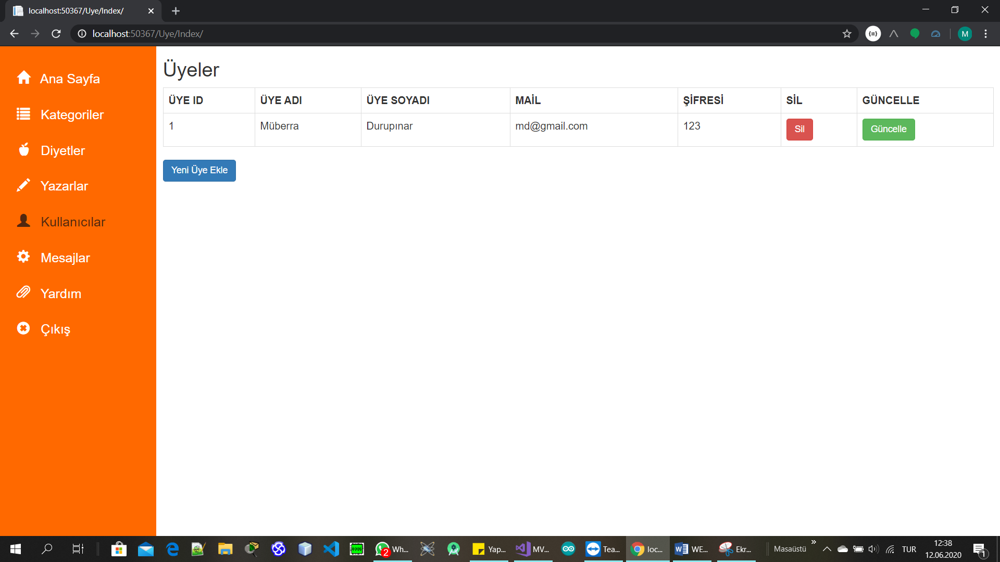 localhost:50367/Uye/Index/
localhost:50367/Uye/Index/
M
Ana Sayfa
Kategoriler
Diyetler
Yazarlar
Kullanıcılar
Mesajlar
Yardım
Çıkış
Üyeler
ÜYE ID ÜYE ADI ÜYE SOYADI MAİL ŞİFRESİ SİL GÜNCELLE
1 Müberra Durupınar md@gmail.com 123 Sil Güncelle
Yeni Üye Ekle
8086 2 Wh... Yap... MV... Tea... loc... WE... Ekr... Masaüstü TUR
12:38
12.06.2020
1